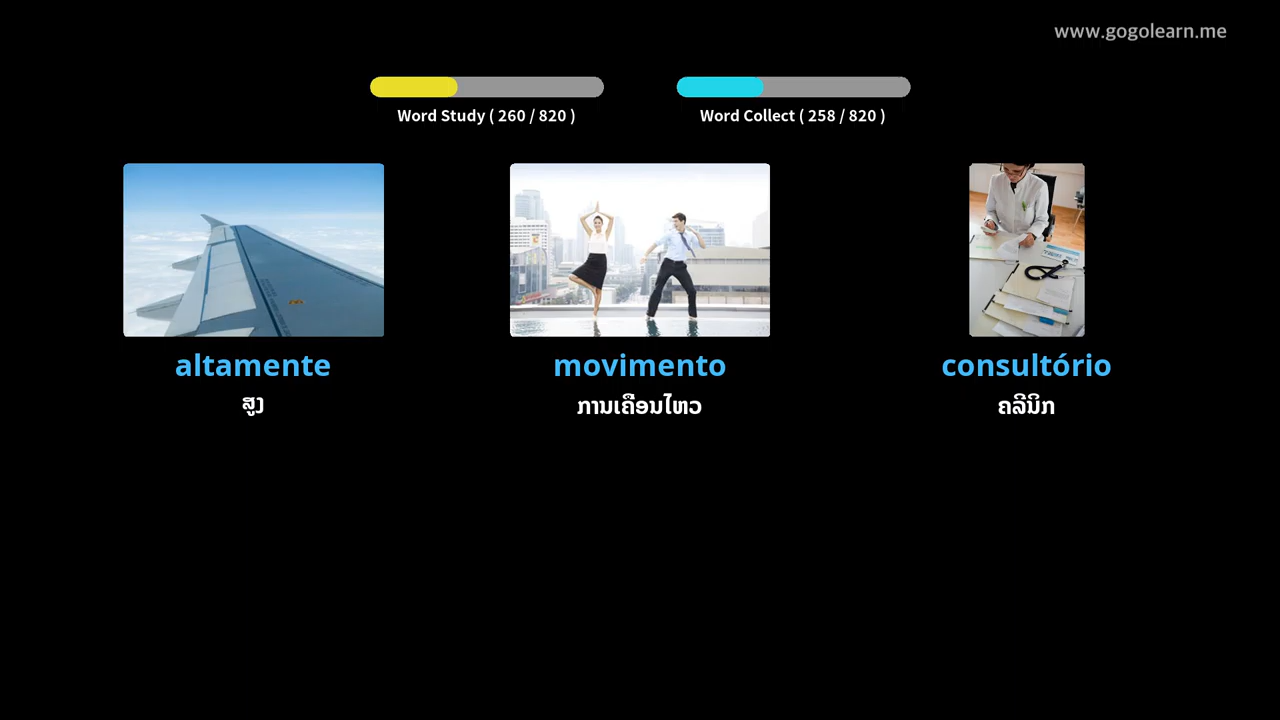 www.gogolearn.me
Word Study ( 260 / 820 )
Word Collect ( 258 / 820 )
altamente
ສູງ
movimento
ການເຄື່ອນໄຫວ
consultório
ຄລີນິກ